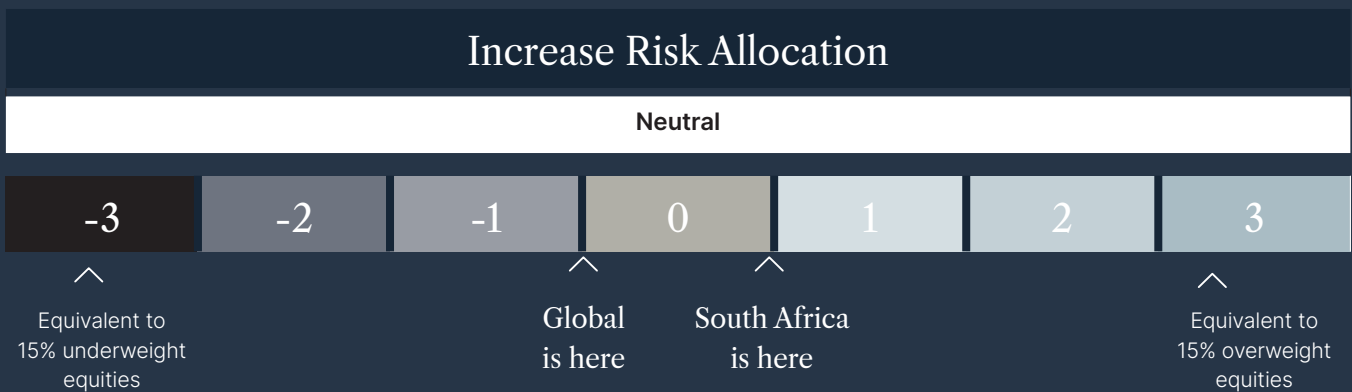 Increase Risk Allocation
Neutral
-3 -2 -1 0 1 2 3
Equivalent to
15% underweight
equities
Global
is here
South Africa
is here
Equivalent to
15% overweight
equities